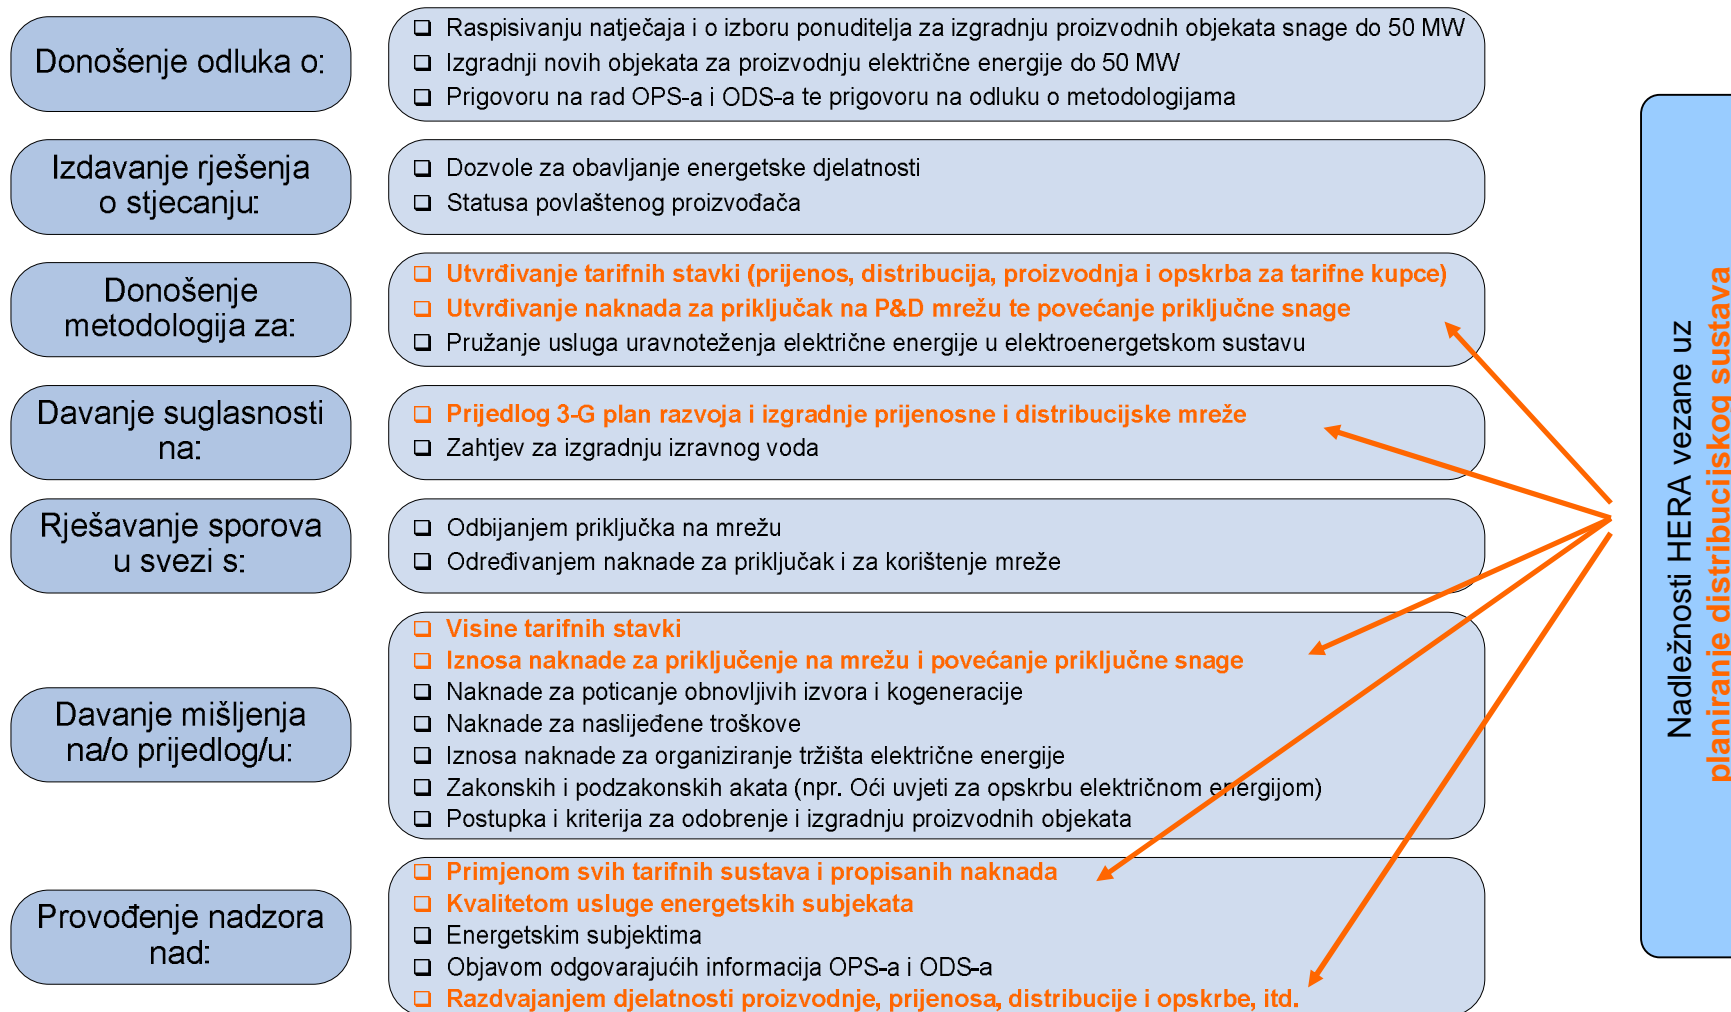 Donošenje odluka o:
❑ Raspisivanju natječaja i o izboru ponuditelja za izgradnju proizvodnih objekata snage do 50 MW
❑ Izgradnji novih objekata za proizvodnju električne energije do 50 MW
❑ Prigovoru na rad OPS-a i ODS-a te prigovoru na odluku o metodologijama
Izdavanje rješenja
o stjecanju:
❑ Dozvole za obavljanje energetske djelatnosti
❑ Statusa povlaštenog proizvođača
Donošenje
metodologija za:
❑ Utvrđivanje tarifnih stavki (prijenos, distribucija, proizvodnja i opskrba za tarifne kupce)
❑ Utvrđivanje naknada za priključak na P&D mrežu te povećanje priključne snage
❑ Pružanje usluga uravnoteženja električne energije u elektroenergetskom sustavu
Davanje suglasnosti
na:
❑ Prijedlog 3-G plan razvoja i izgradnje prijenosne i distribucijske mreže
❑ Zahtjev za izgradnju izravnog voda
Rješavanje sporova
u svezi s:
❑ Odbijanjem priključka na mrežu
❑ Određivanjem naknade za priključak i za korištenje mreže
Davanje mišljenja
na/o prijedlog/u:
❑ Visine tarifnih stavki
❑ Iznosa naknade za priključenje na mrežu i povećanje priključne snage
❑ Naknade za poticanje obnovljivih izvora i kogeneracije
❑ Naknade za naslijeđene troškove
❑ Iznosa naknade za organiziranje tržišta električne energije
❑ Zakonskih i podzakonskih akata (npr. Oći uvjeti za opskrbu električnom energijom)
❑ Postupka i kriterija za odobrenje i izgradnju proizvodnih objekata
Provođenje nadzora
nad:
❑ Primjenom svih tarifnih sustava i propisanih naknada
❑ Kvalitetom usluge energetskih subjekata
❑ Energetskim subjektima
❑ Objavom odgovarajućih informacija OPS-a i ODS-a
❑ Razdvajanjem djelatnosti proizvodnje, prijenosa, distribucije i opskrbe, itd.
Nadležnosti HERA vezane uz
planiranje distribucijskog sustava